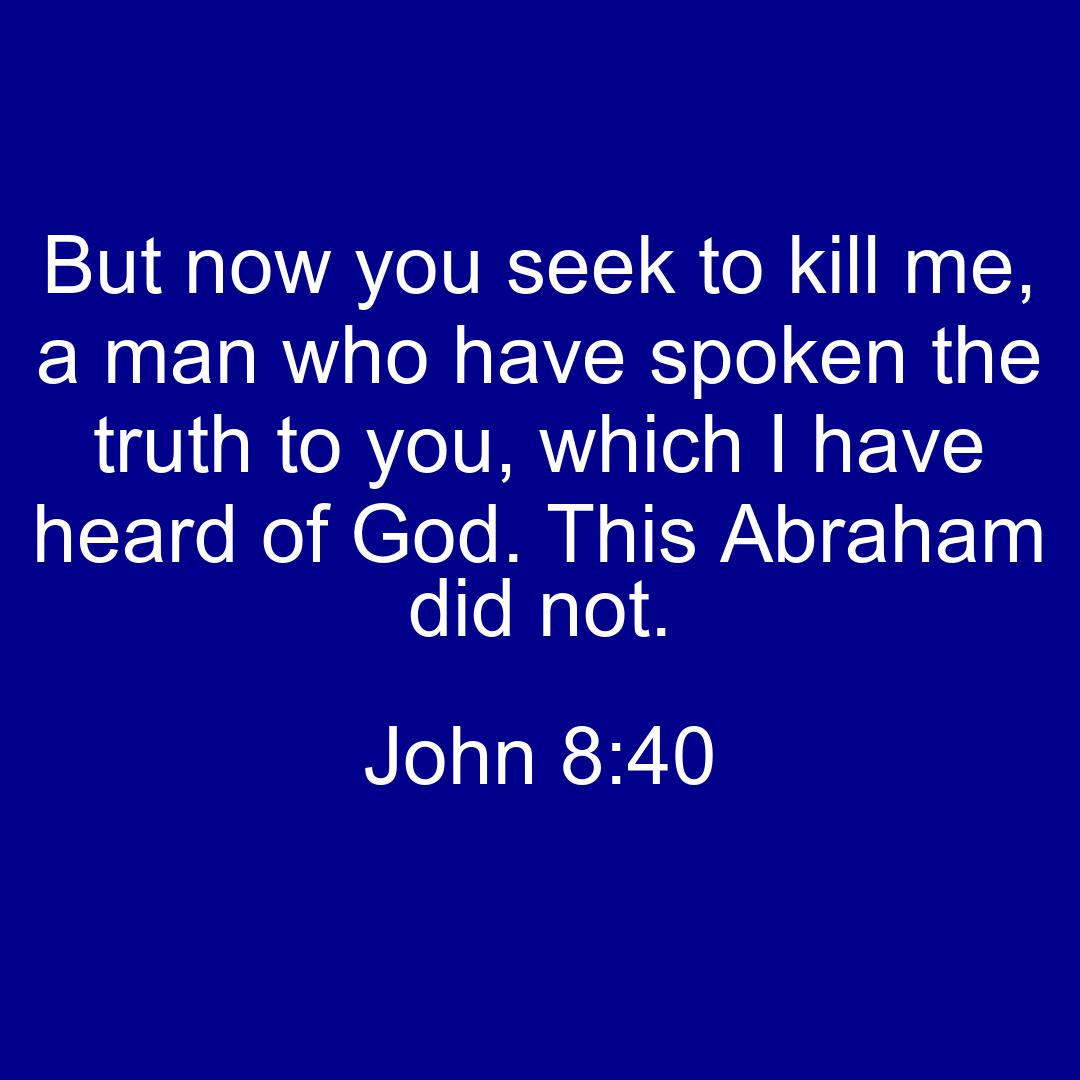 But now you seek to kill me,
a man who have spoken the
truth to you, which I have
heard of God. This Abraham
did not.
John 8:40